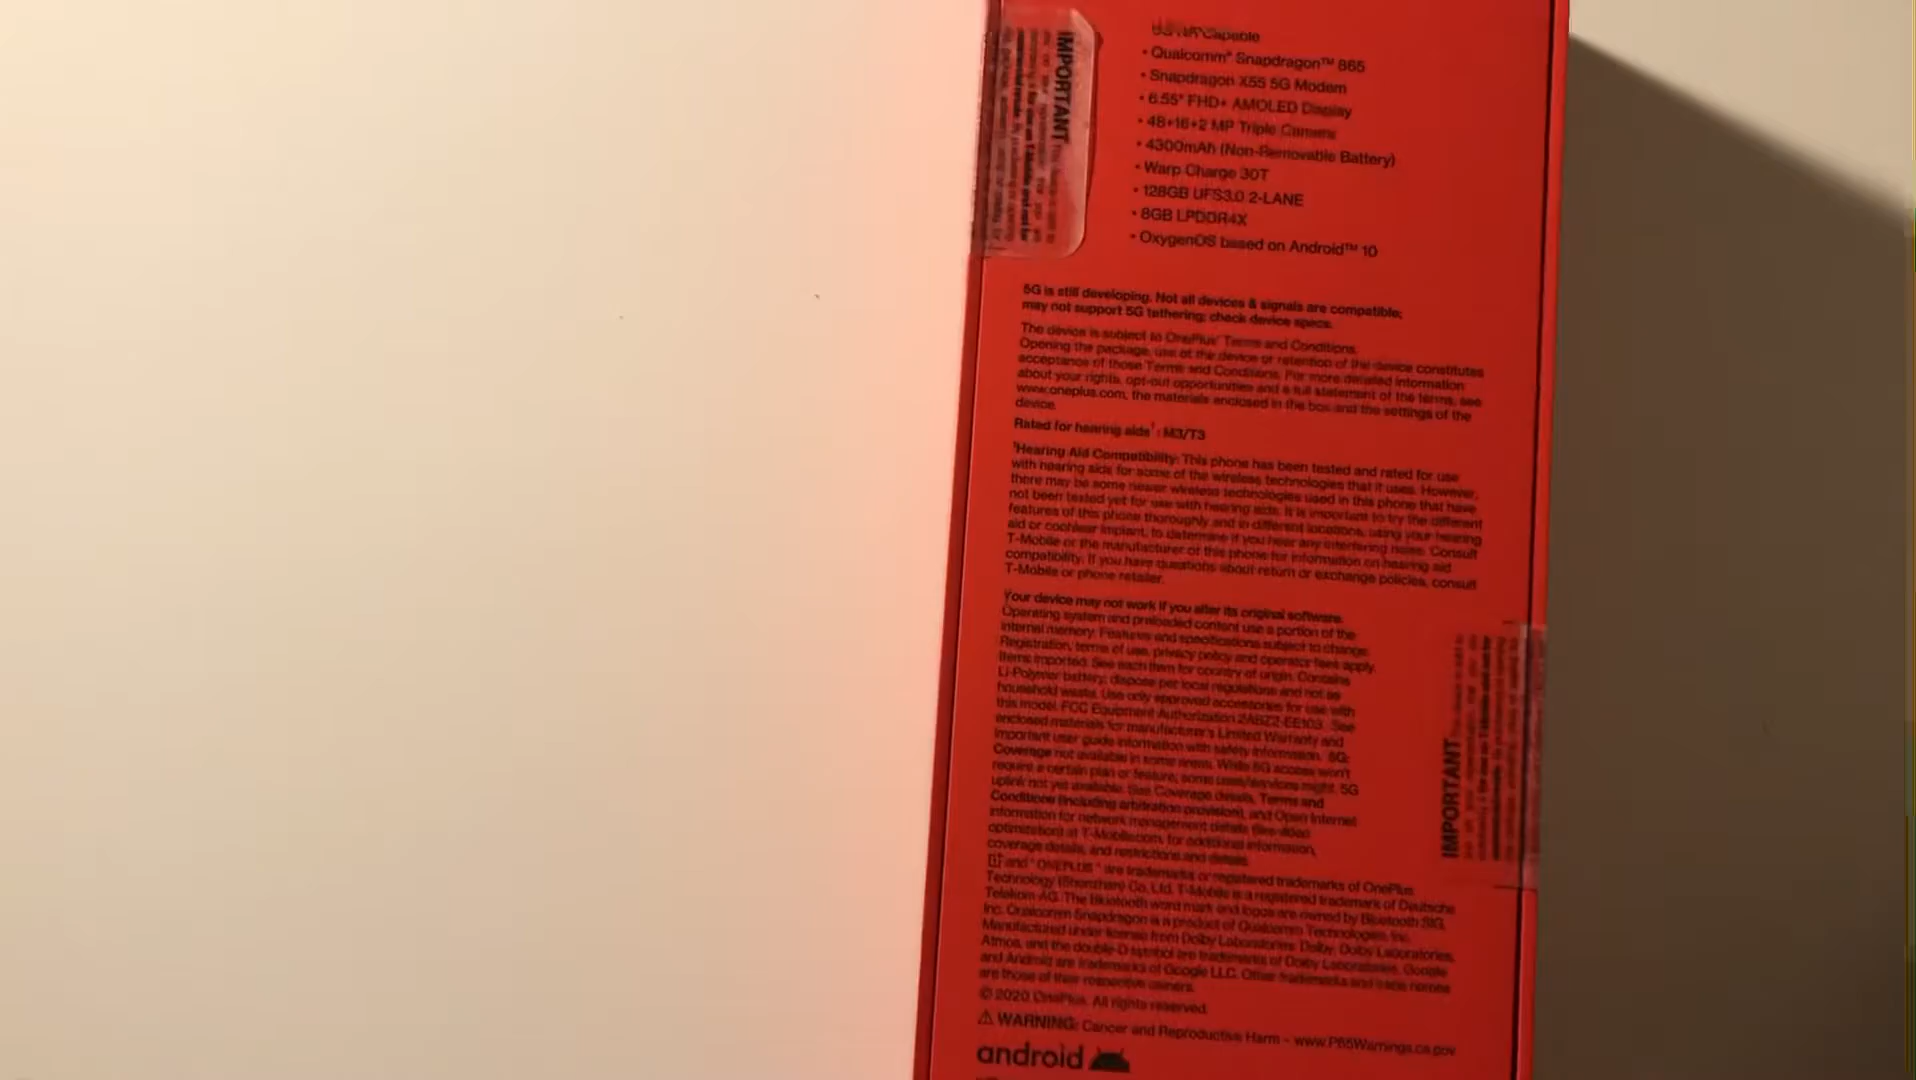 Capable
• Qualcomm® Snapdragon™ 865
• Snapdragon X55 5G Modem
• 6.55" FHD+ AMOLED Display
• 48+16+2 MP Triple Camera
• 4300mAh (Non-Removable Battery)
• Warp Charge 30T
• 128GB UFS3.0 2-LANE
• 8GB LPDDR4X
• OxygenOS based on Android™ 10
IMPORTANT
5G is still developing. Not all devices & signals are compatible;
may not support 5G tethering; check device specs.
The device is subject to OnePlus' Terms and Conditions.
Opening the package, use of the device or retention of the device constitutes
acceptance of those Terms and Conditions. For more detailed information
about your rights, opt-out opportunities and a full statement of the terms, see
www.oneplus.com, the materials enclosed in the box and the settings of the
device.
Rated for hearing aids†: M3/T3
†Hearing Aid Compatibility: This phone has been tested and rated for use
with hearing aids for some of the wireless technologies that it uses. However,
there may be some newer wireless technologies used in this phone that have
not been tested yet for use with hearing aids. It is important to try the different
features of this phone thoroughly and in different locations, using your hearing
aid or cochlear implant, to determine if you hear any interfering noise. Consult
T-Mobile or the manufacturer of this phone for information on hearing aid
compatibility. If you have questions about return or exchange policies, consult
T-Mobile or phone retailer.
Your device may not work if you alter its original software.
Operating system and preloaded content use a portion of the
internal memory. Features and specifications subject to change.
Registration, terms of use, privacy policy and operator fees apply.
Items imported. See each item for country of origin. Contains
Li-Polymer battery; dispose per local regulations and not as
household waste. Use only approved accessories for use with
this model. FCC Equipment Authorization 2ABZ2-EE103. See
enclosed materials for manufacturer's Limited Warranty and
important user guide information with safety information. 5G:
Coverage not available in some areas. While 5G access won't
require a certain plan or feature, some uses/services might. 5G
uplink not yet available. See Coverage details, Terms and
Conditions (including arbitration provision), and Open Internet
information for network management details (like video
optimization) at T-Mobile.com, for additional information,
coverage details, and restrictions and details.
and "ONEPLUS" are trademarks or registered trademarks of OnePlus
Technology (Shenzhen) Co., Ltd. T-Mobile is a registered trademark of Deutsche
Telekom AG. The Bluetooth word mark and logos are owned by Bluetooth SIG,
Inc. Qualcomm Snapdragon is a product of Qualcomm Technologies, Inc.
Manufactured under license from Dolby Laboratories. Dolby, Dolby Laboratories,
Atmos, and the double-D symbol are trademarks of Dolby Laboratories. Google
and Android are trademarks of Google LLC. Other trademarks and trade names
are those of their respective owners.
© 2020 OnePlus. All rights reserved.
⚠ WARNING: Cancer and Reproductive Harm - www.P65Warnings.ca.gov
android
IMPORTANT